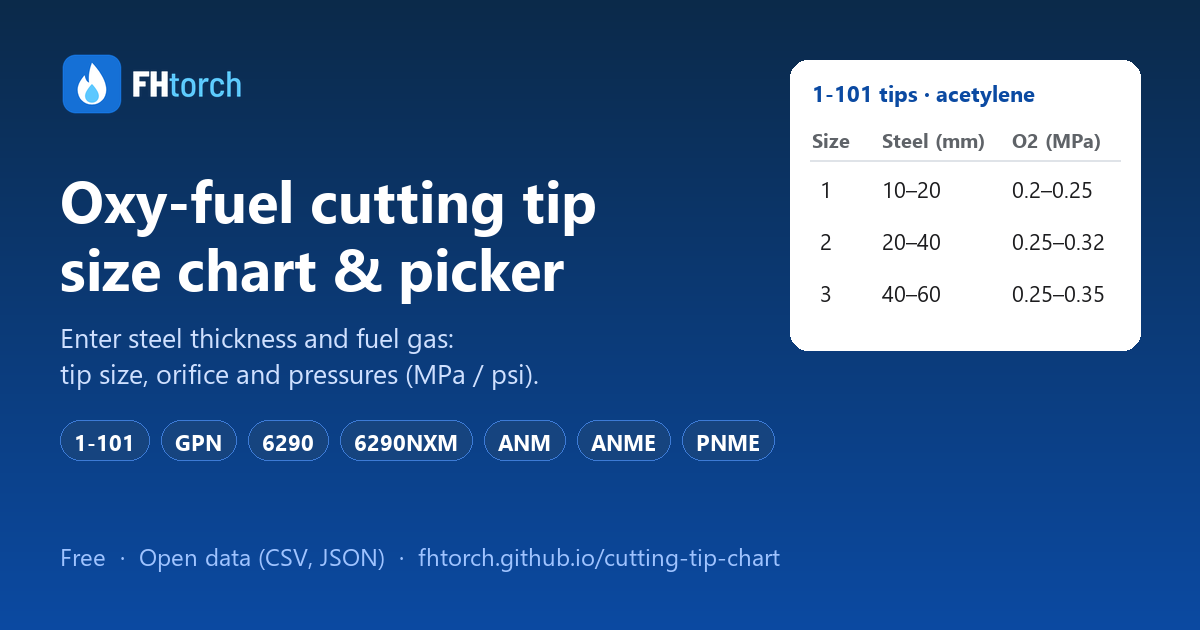 FHtorch
Oxy-fuel cutting tip
size chart & picker
Enter steel thickness and fuel gas:
tip size, orifice and pressures (MPa / psi).
1-101 GPN 6290 6290NXM ANM ANME PNME
Free · Open data (CSV, JSON) · fhtorch.github.io/cutting-tip-chart
1-101 tips · acetylene
Size Steel (mm) O2 (MPa)
1 10–20 0.2–0.25
2 20–40 0.25–0.32
3 40–60 0.25–0.35